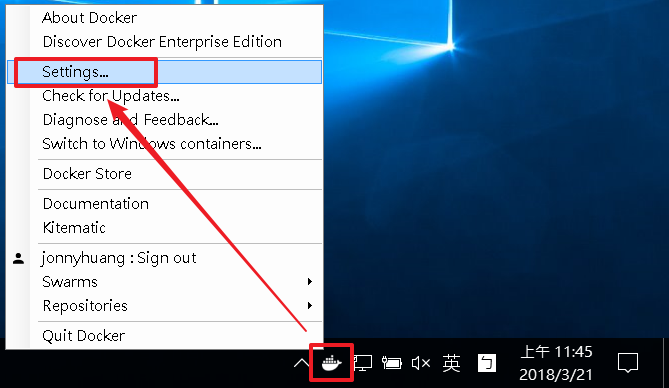 About Docker
Discover Docker Enterprise Edition
Settings...
Check for Updates...
Diagnose and Feedback...
Switch to Windows containers...
Docker Store
Documentation
Kitematic
jonnyhuang : Sign out
Swarms
Repositories
Quit Docker
英
ㄅ
上午 11:45
2018/3/21